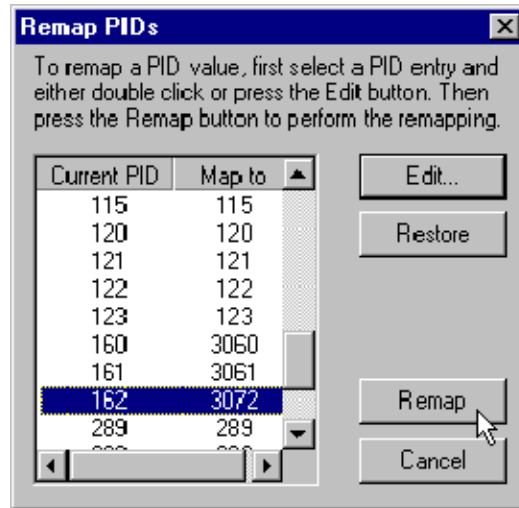 Remap PIDs
To remap a PID value, first select a PID entry and
either double click or press the Edit button. Then
press the Remap button to perform the remapping.
Current PID Map to
115 115
120 120
121 121
122 122
123 123
160 3060
161 3061
162 3072
289 289
Edit...
Restore
Remap
Cancel